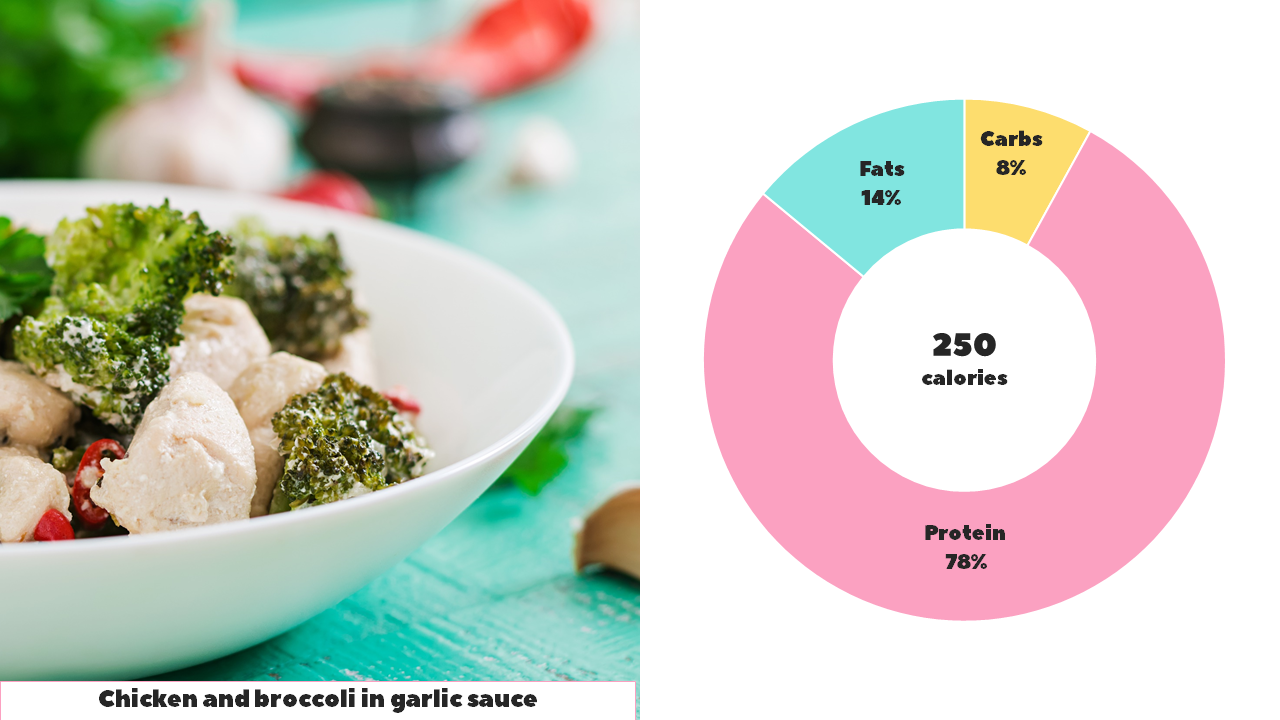 Chicken and broccoli in garlic sauce
Carbs
8%
Fats
14%
250
calories
Protein
78%